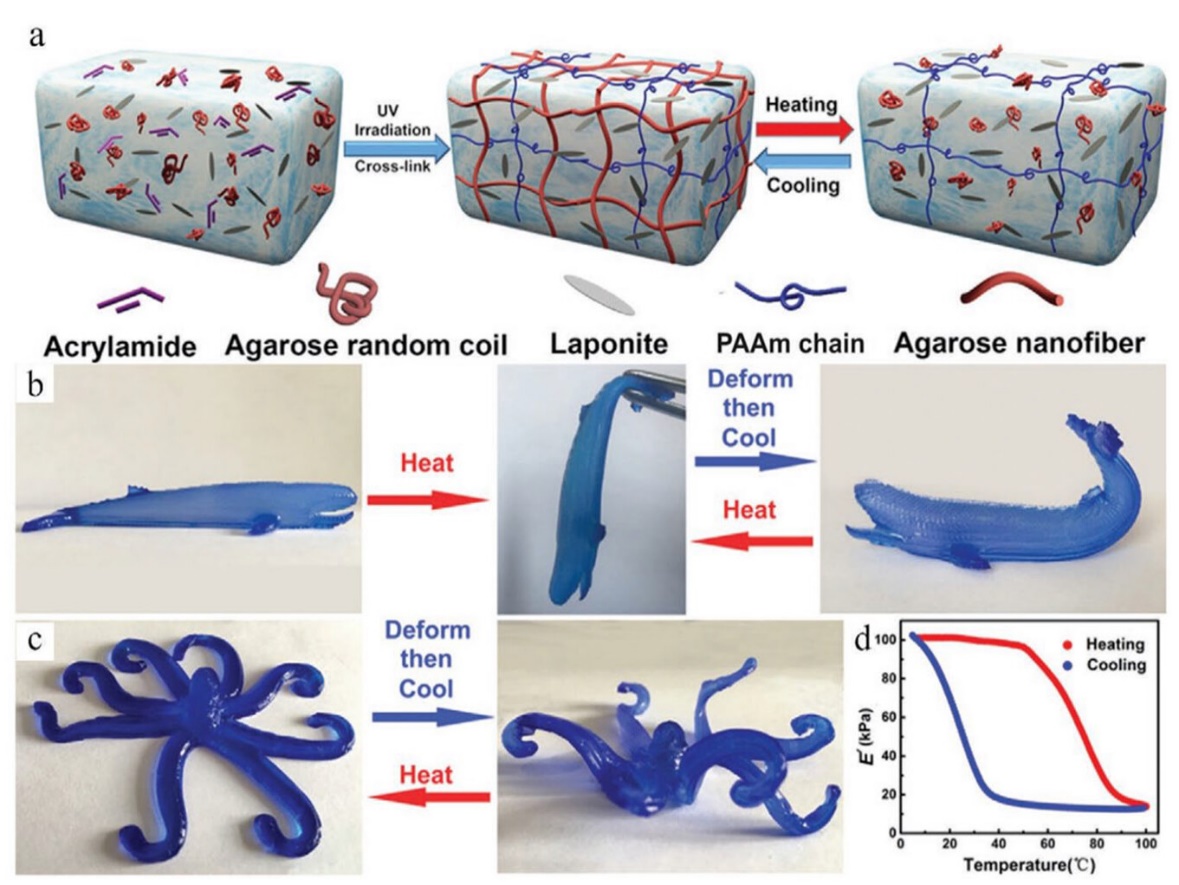 a
UV
Irradiation
Cross-link
Heating
Cooling
Acrylamide
Agarose random coil
Laponite
PAAm chain
Agarose nanofiber
b
Heat
Deform
then
Cool
Heat
c
Deform
then
Cool
Heat
d
100
80
60
40
20
0
E' (kPa)
Heating
Cooling
0
20
40
60
80
100
Temperature(℃)